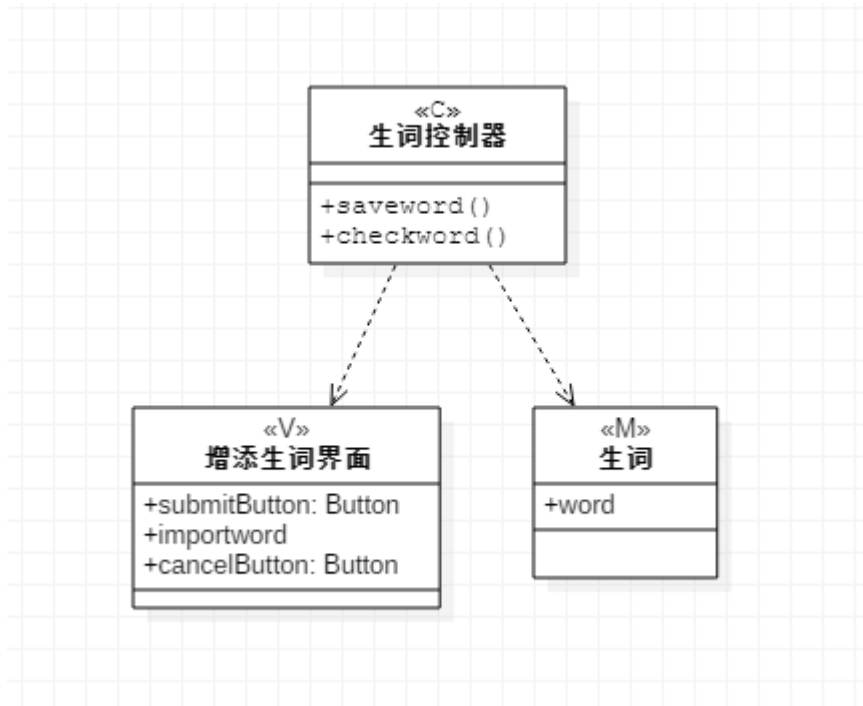 «C»
生词控制器
+saveword()
+checkword()
«V»
增添生词界面
+submitButton: Button
+importword
+cancelButton: Button
«M»
生词
+word